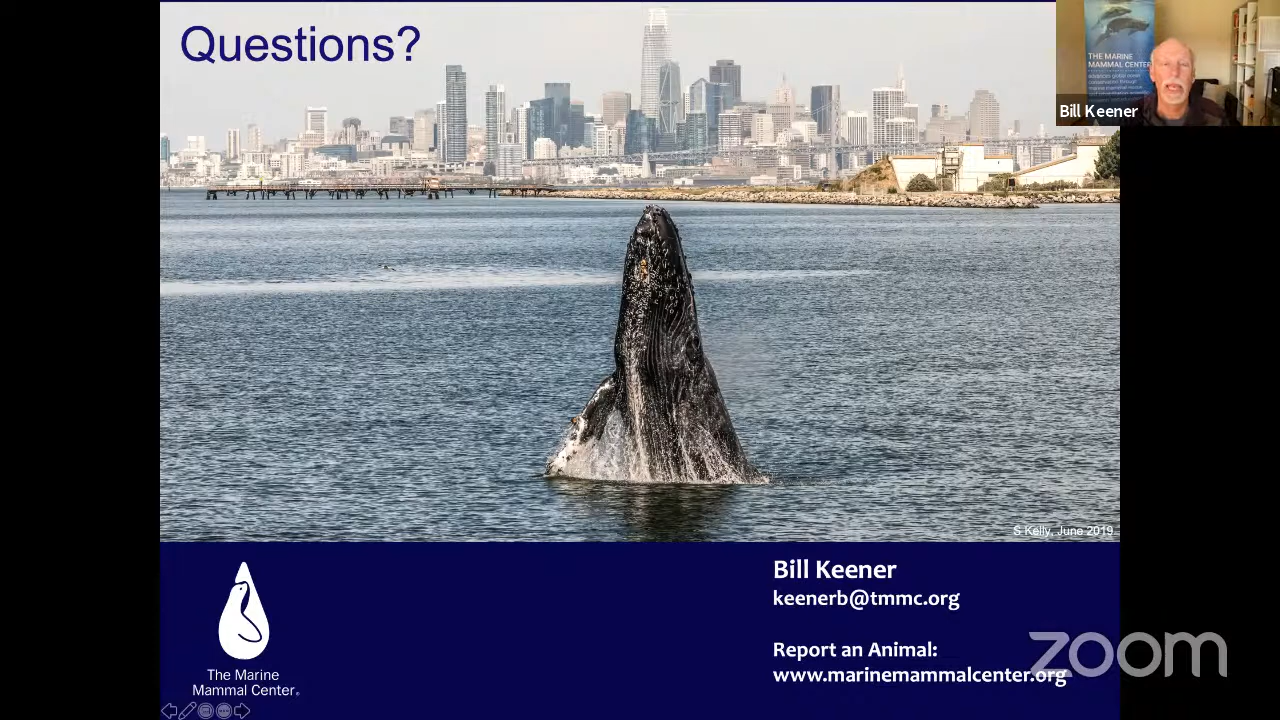 Questions?
THE MARINE
MAMMAL CENTER
Bill Keener
S Kelly, June 2019
Bill Keener
keenerb@tmmc.org
Report an Animal:
www.marinemammalcenter.org
The Marine
Mammal Center®
zoom